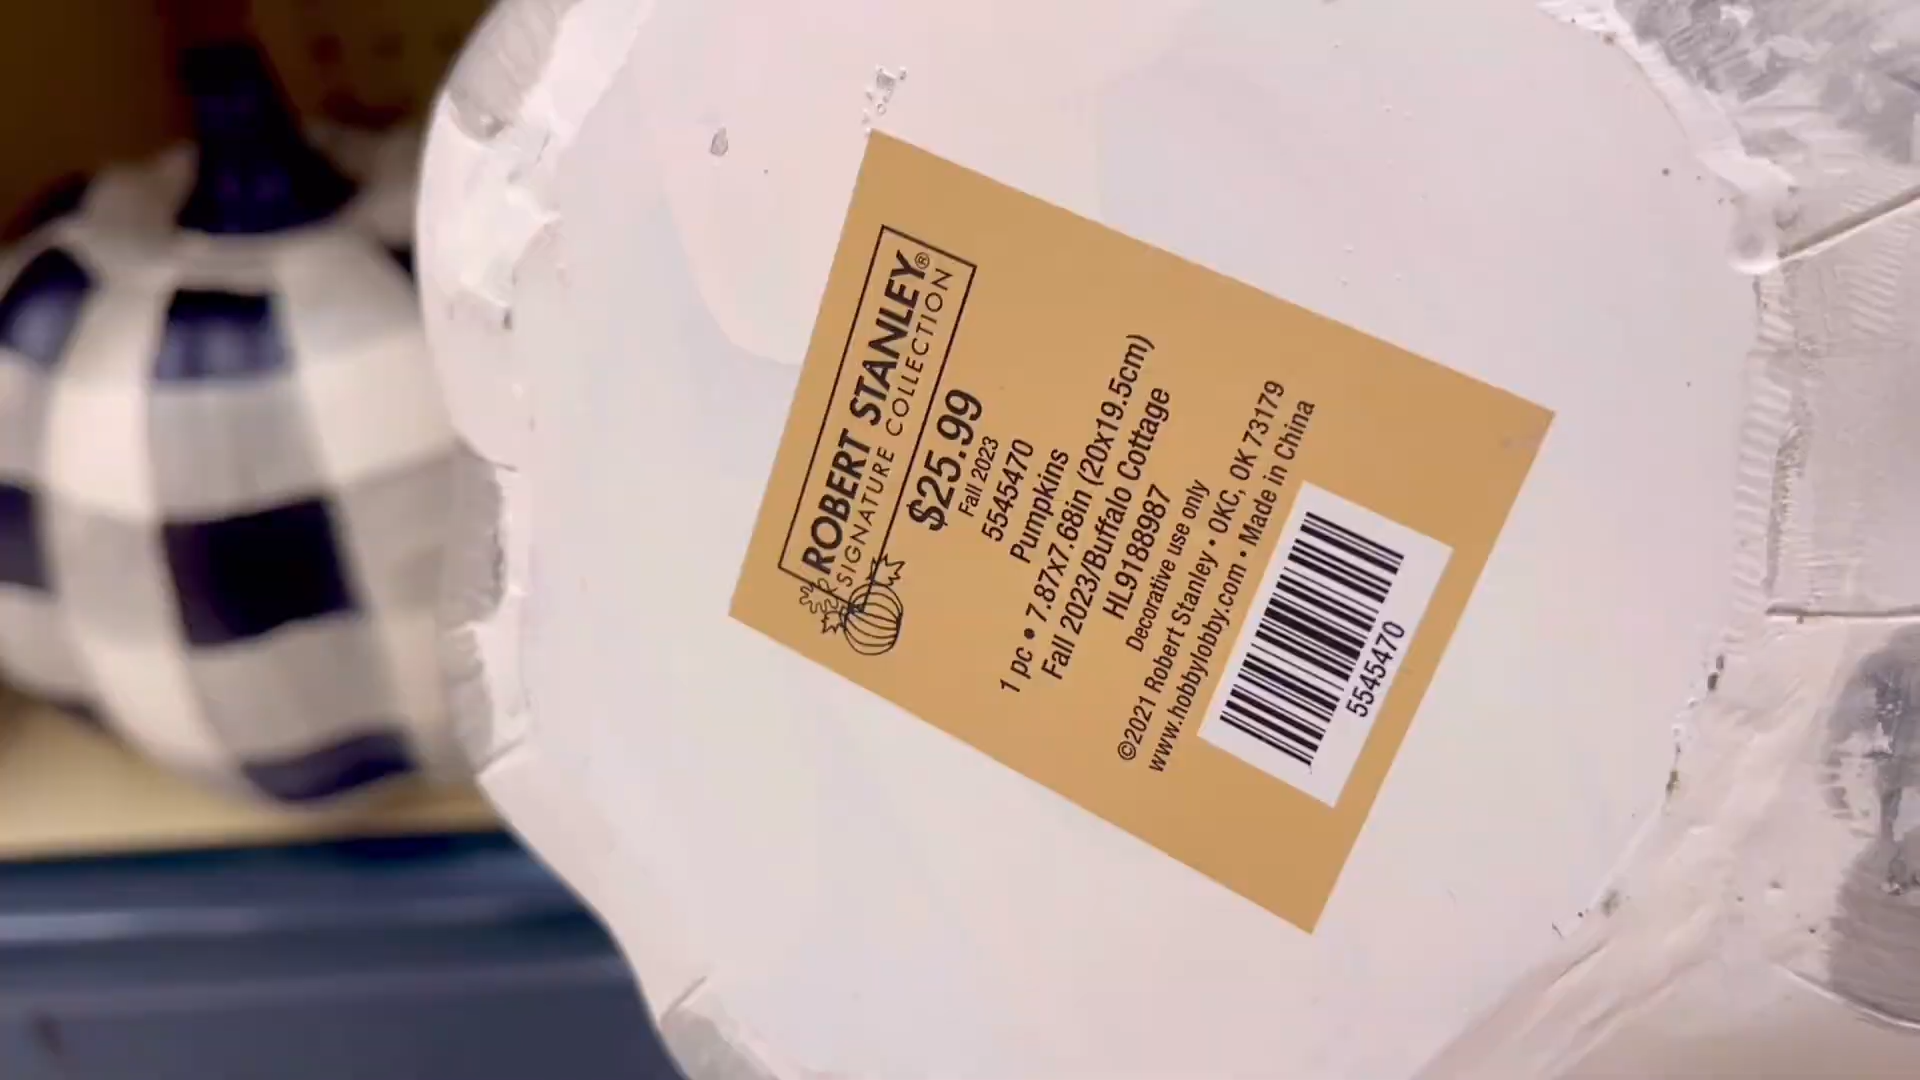 ROBERT STANLEY®
SIGNATURE COLLECTION
$25.99
Fall 2023
5545470
Pumpkins
1 pc • 7.87x7.68in (20x19.5cm)
Fall 2023/Buffalo Cottage
HL9188987
Decorative use only
©2021 Robert Stanley • OKC, OK 73179
www.hobbylobby.com • Made in China
5545470